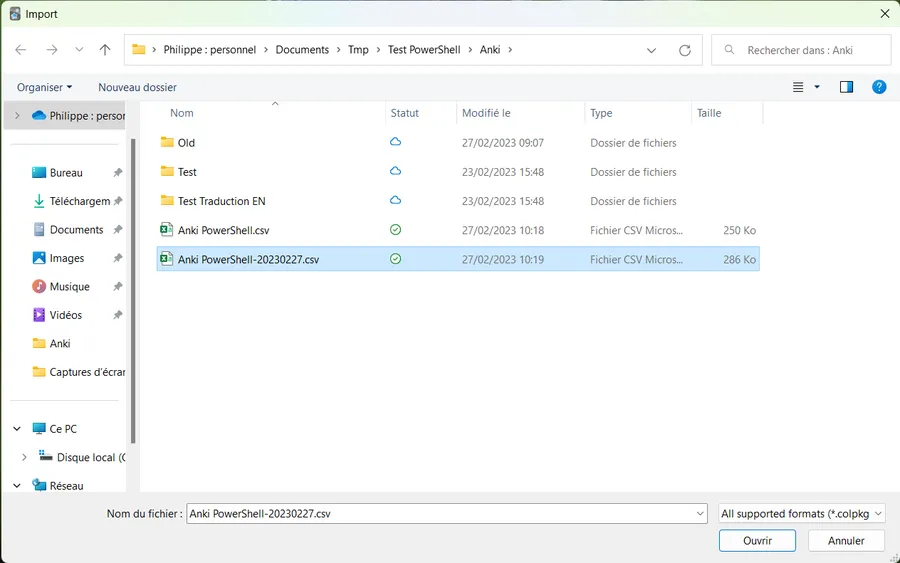 Import
Philippe : personnel > Documents > Tmp > Test PowerShell > Anki >
Rechercher dans : Anki
Organiser
Nouveau dossier
?
Philippe : person
Bureau
Téléchargem
Documents
Images
Musique
Vidéos
Anki
Captures d'écran
Ce PC
Disque local (C
Réseau
Nom Statut Modifié le Type Taille
Old 27/02/2023 09:07 Dossier de fichiers
Test 23/02/2023 15:48 Dossier de fichiers
Test Traduction EN 23/02/2023 15:48 Dossier de fichiers
Anki PowerShell.csv 27/02/2023 10:18 Fichier CSV Micros... 250 Ko
Anki PowerShell-20230227.csv 27/02/2023 10:19 Fichier CSV Micros... 286 Ko
Nom du fichier : Anki PowerShell-20230227.csv All supported formats (*.colpkg
Ouvrir Annuler